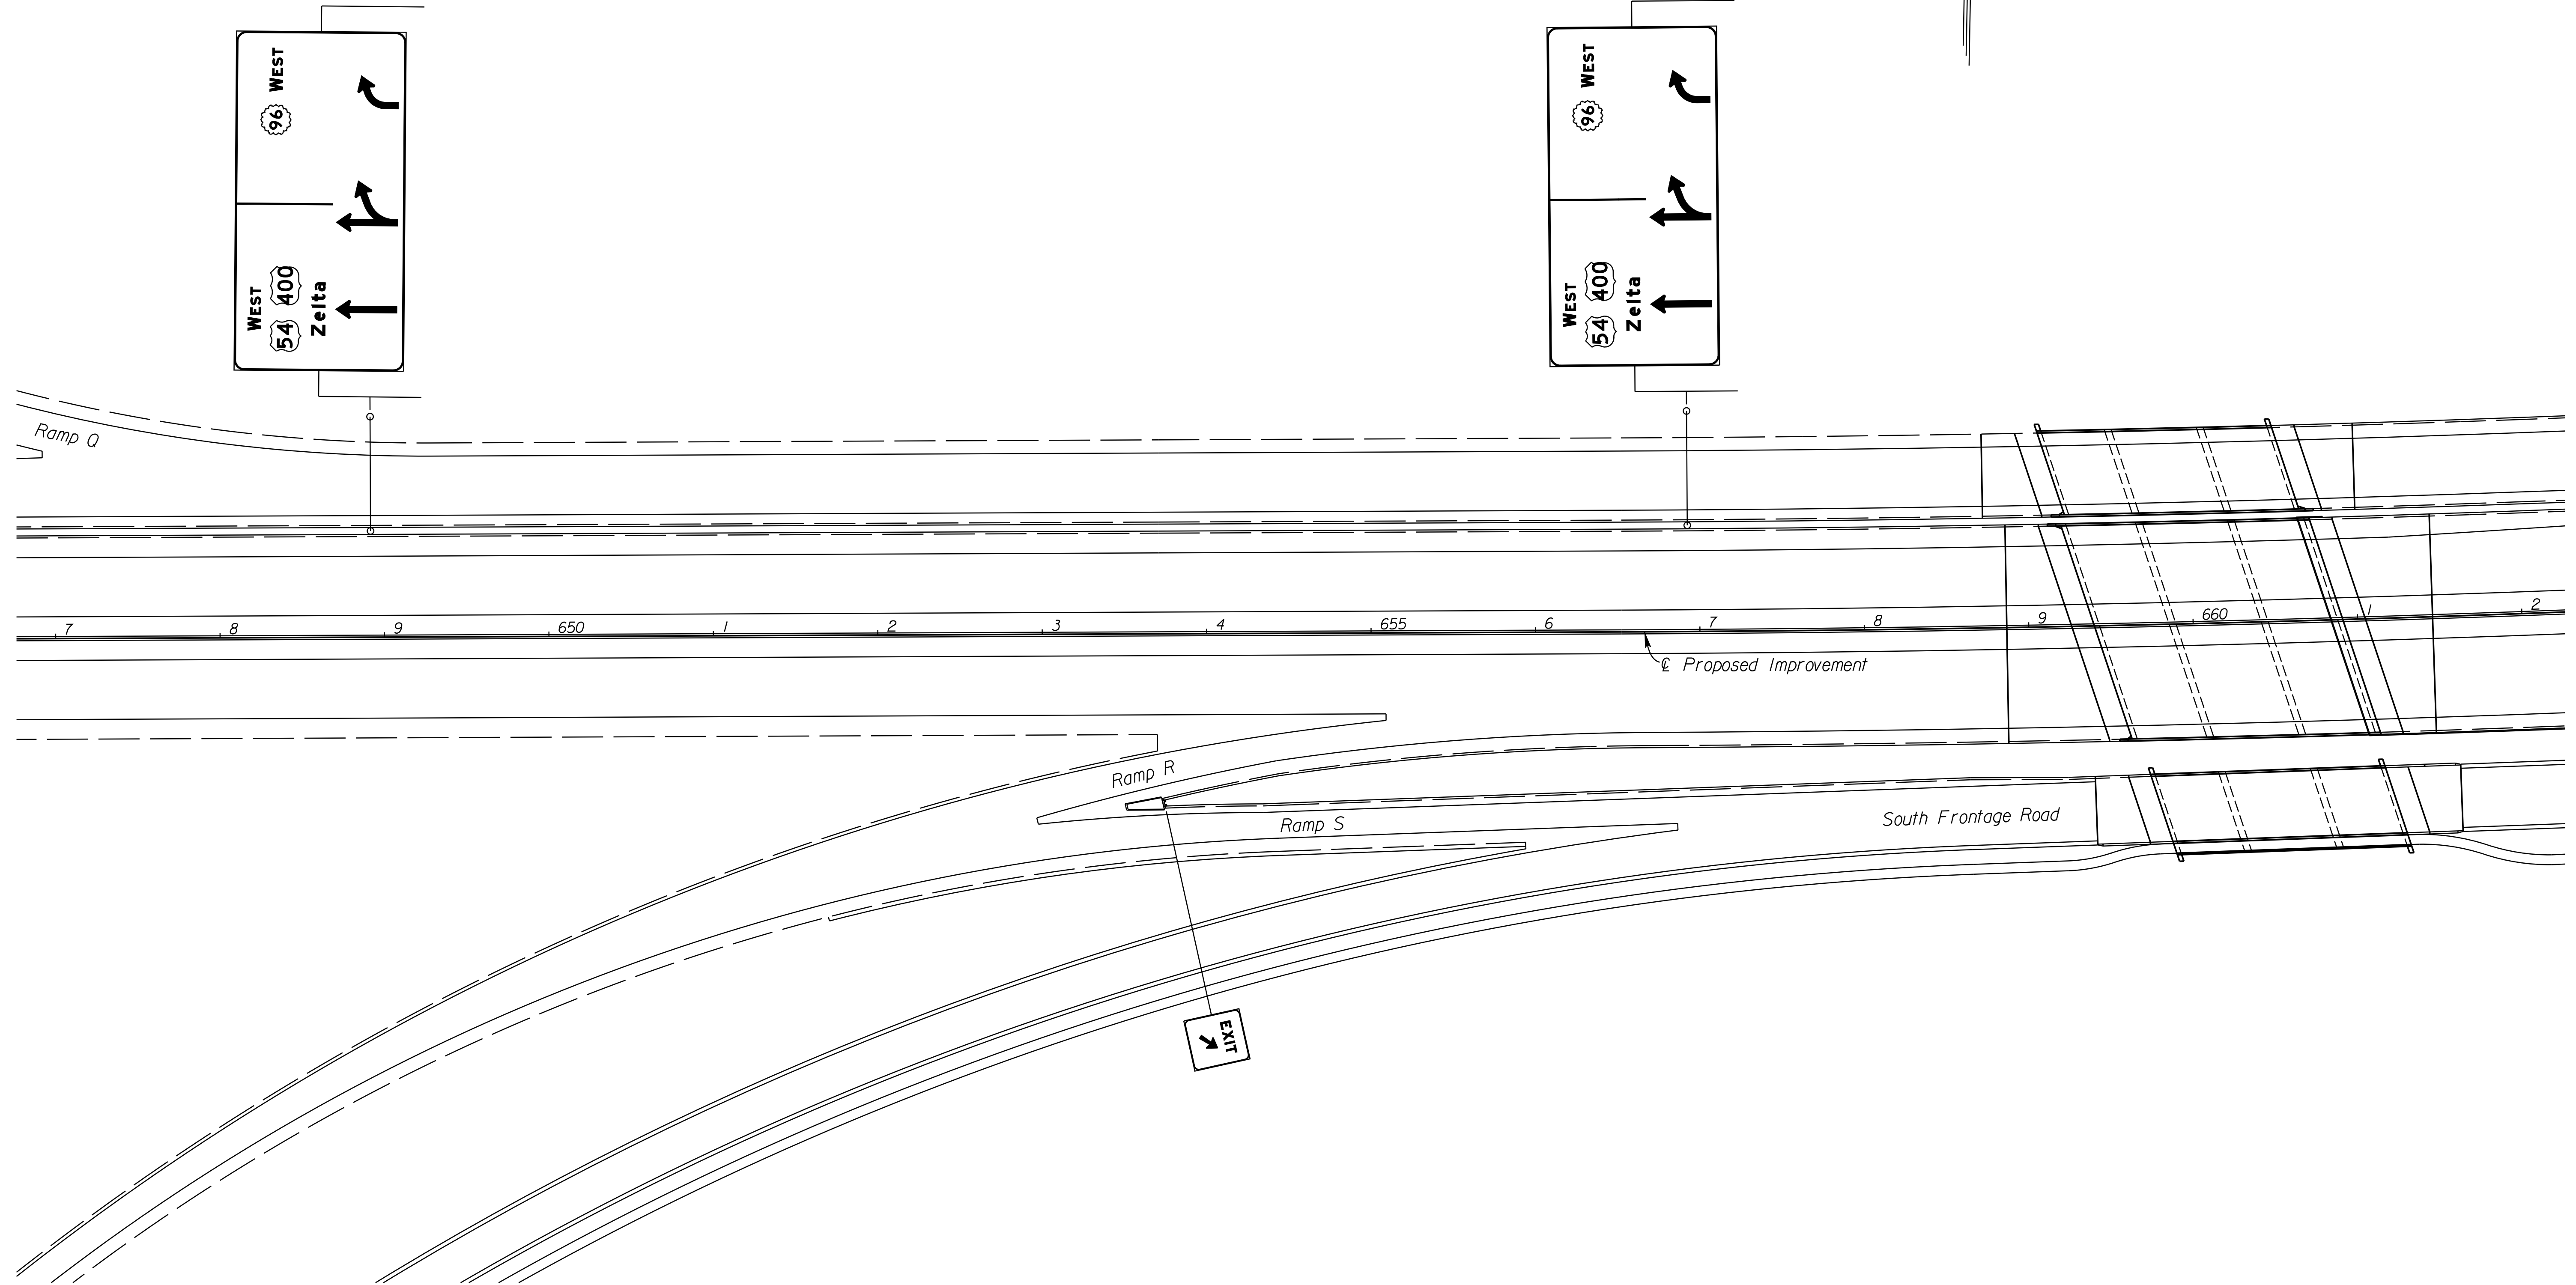 WEST
96
WEST
54 400
Zelta
WEST
96
WEST
54 400
Zelta
Ramp Q
7 8 9 650 1 2 3 4 655 6 7 8 9 660 1 2
℄ Proposed Improvement
Ramp R
Ramp S
South Frontage Road
EXIT